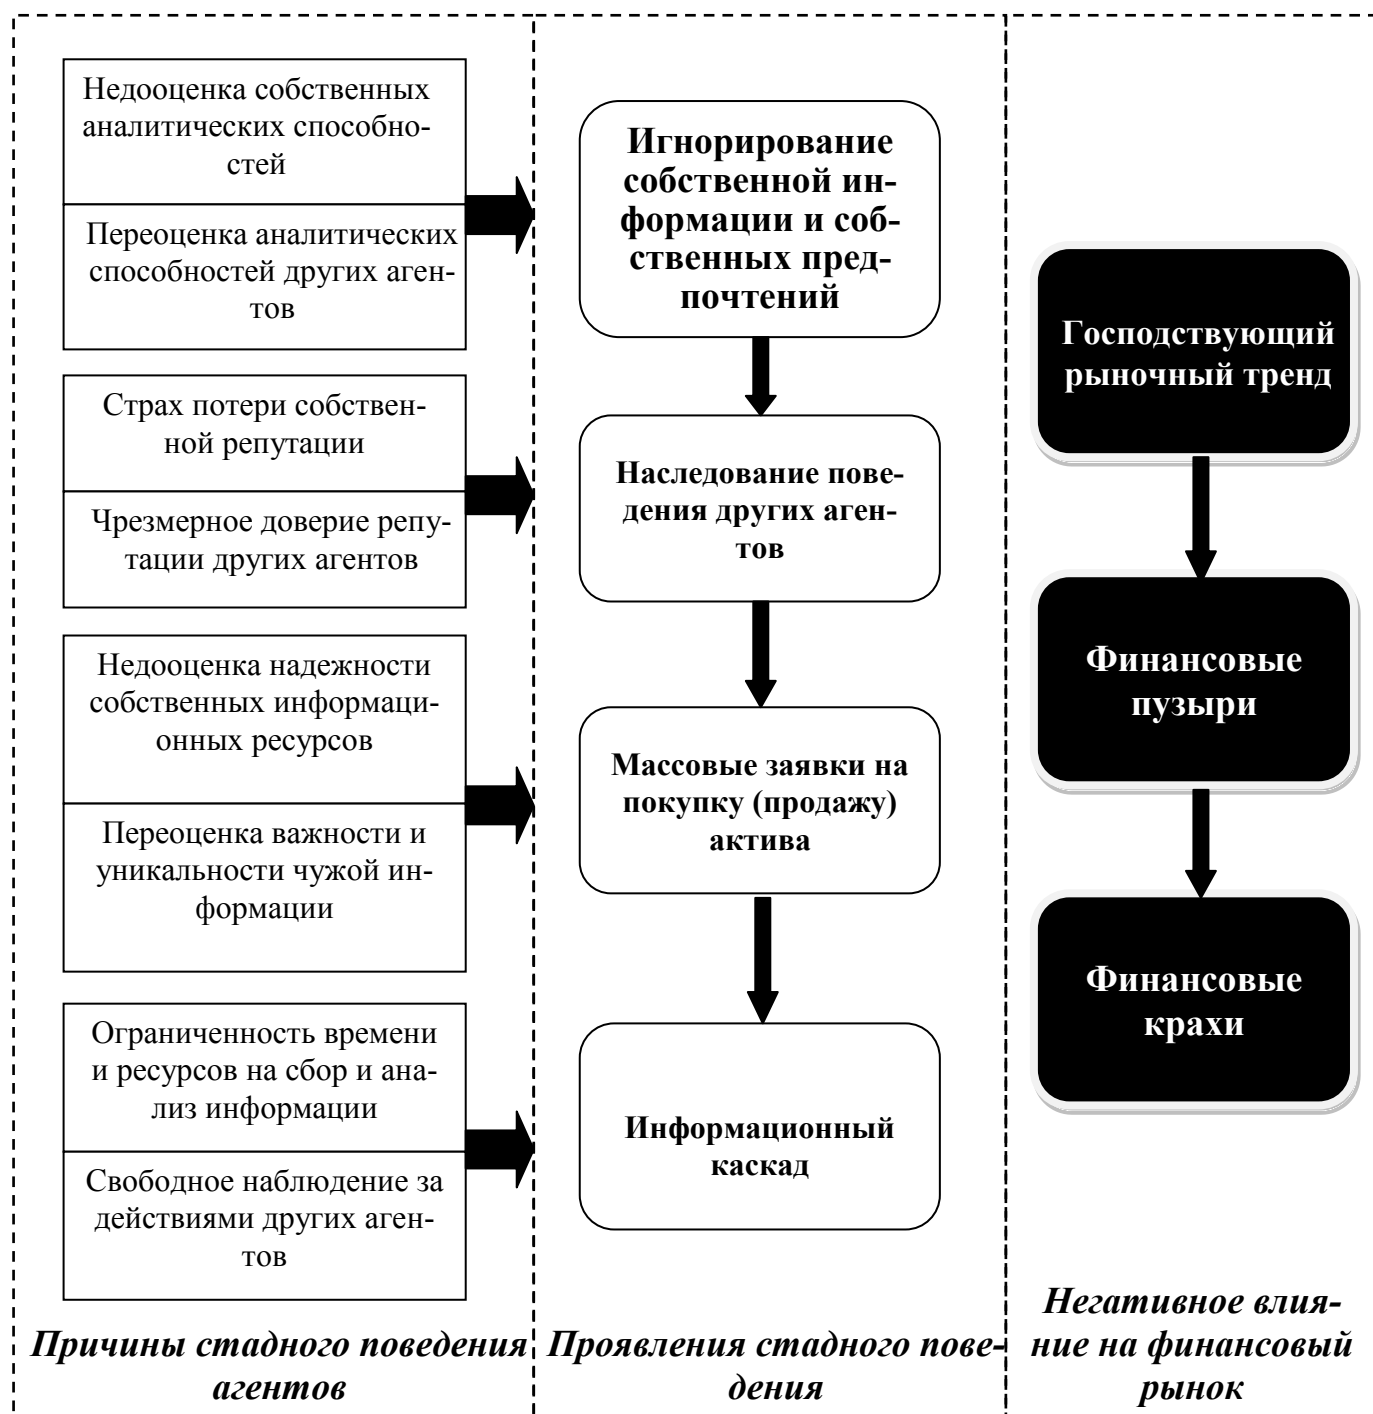 Недооценка собственных
аналитических способно-
стей
Переоценка аналитических
способностей других аген-
тов
Страх потери собствен-
ной репутации
Чрезмерное доверие репу-
тации других агентов
Недооценка надежности
собственных информаци-
онных ресурсов
Переоценка важности и
уникальности чужой ин-
формации
Ограниченность времени
и ресурсов на сбор и ана-
лиз информации
Свободное наблюдение за
действиями других аген-
тов
Причины стадного поведения
агентов
Игнорирование
собственной ин-
формации и соб-
ственных пред-
почтений
Наследование пове-
дения других аген-
тов
Массовые заявки на
покупку (продажу)
актива
Информационный
каскад
Проявления стадного пове-
дения
Господствующий
рыночный тренд
Финансовые
пузыри
Финансовые
крахи
Негативное влия-
ние на финансовый
рынок